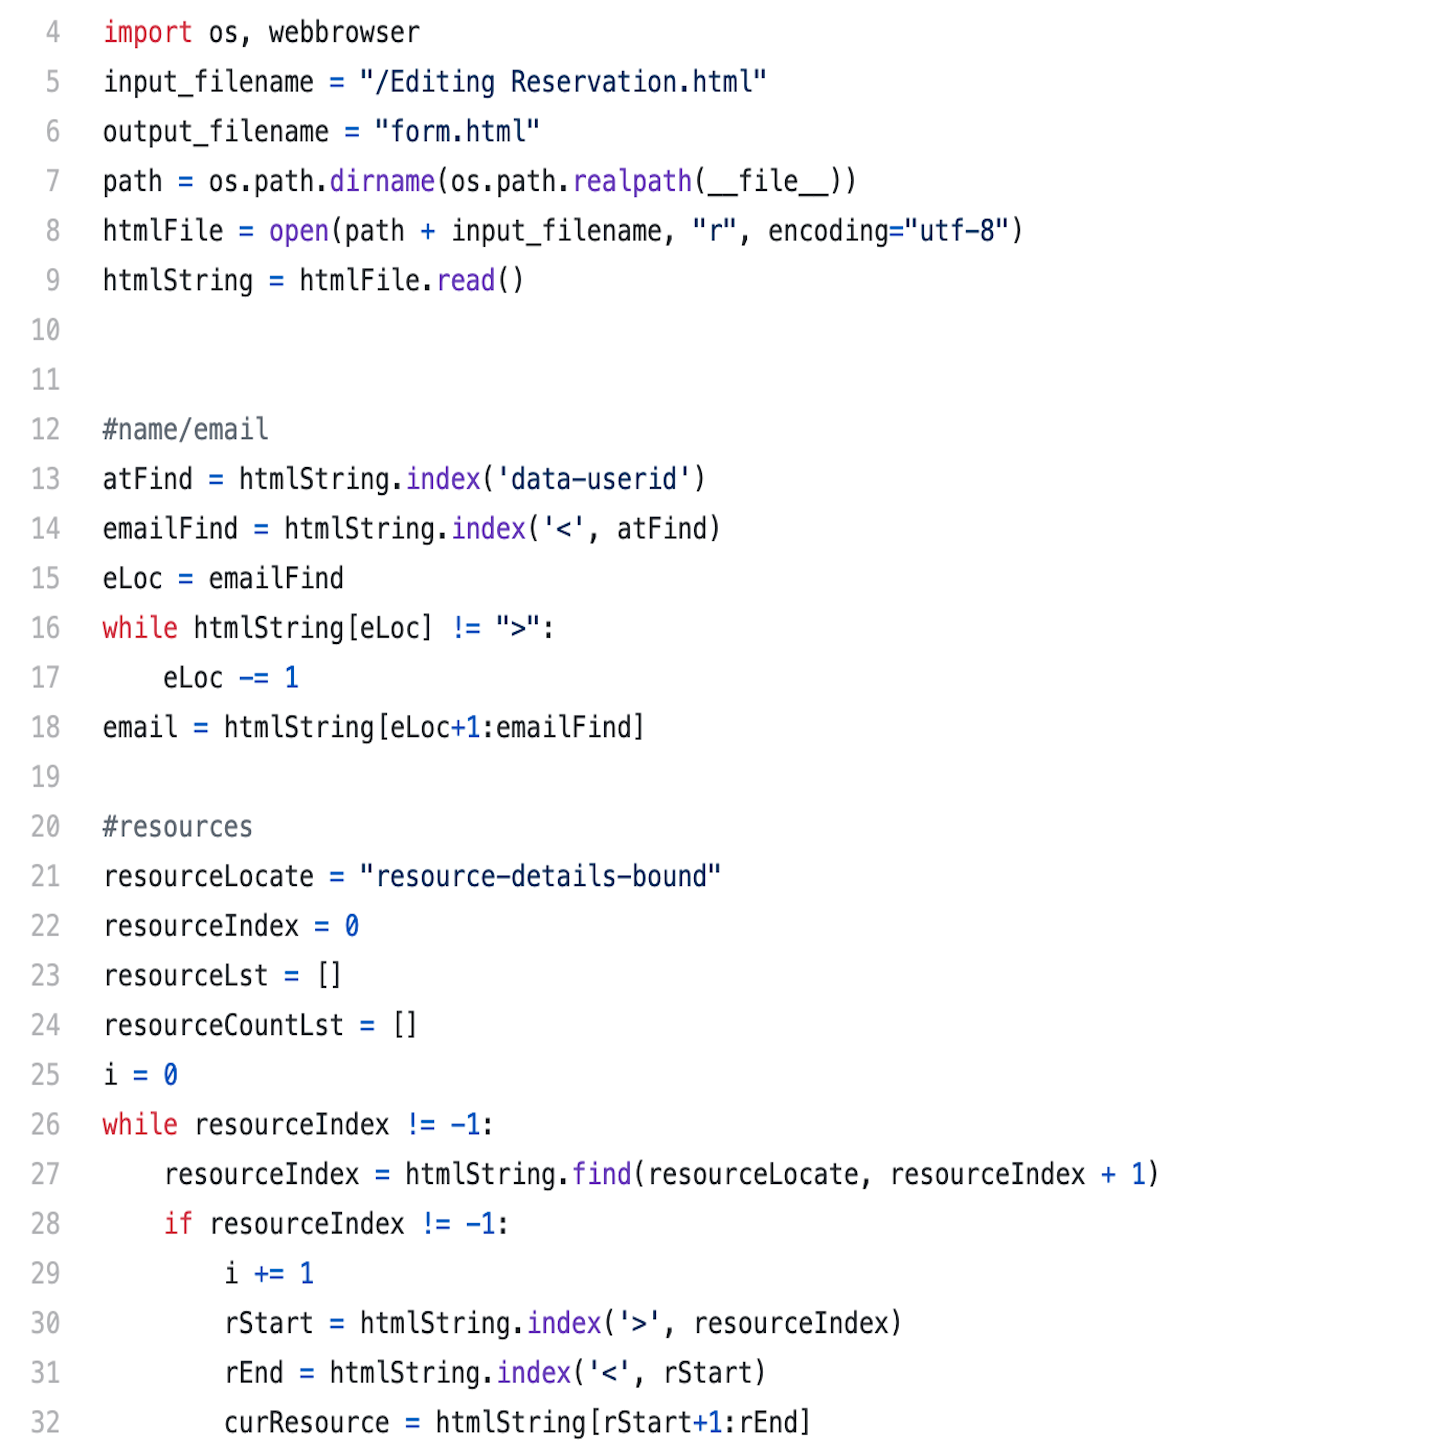 4 import os, webbrowser
5 input_filename = "/Editing Reservation.html"
6 output_filename = "form.html"
7 path = os.path.dirname(os.path.realpath(__file__))
8 htmlFile = open(path + input_filename, "r", encoding="utf-8")
9 htmlString = htmlFile.read()
10
11
12 #name/email
13 atFind = htmlString.index('data-userid')
14 emailFind = htmlString.index('<', atFind)
15 eLoc = emailFind
16 while htmlString[eLoc] != ">":
17     eLoc -= 1
18 email = htmlString[eLoc+1:emailFind]
19
20 #resources
21 resourceLocate = "resource-details-bound"
22 resourceIndex = 0
23 resourceLst = []
24 resourceCountLst = []
25 i = 0
26 while resourceIndex != -1:
27     resourceIndex = htmlString.find(resourceLocate, resourceIndex + 1)
28     if resourceIndex != -1:
29         i += 1
30         rStart = htmlString.index('>', resourceIndex)
31         rEnd = htmlString.index('<', rStart)
32         curResource = htmlString[rStart+1:rEnd]